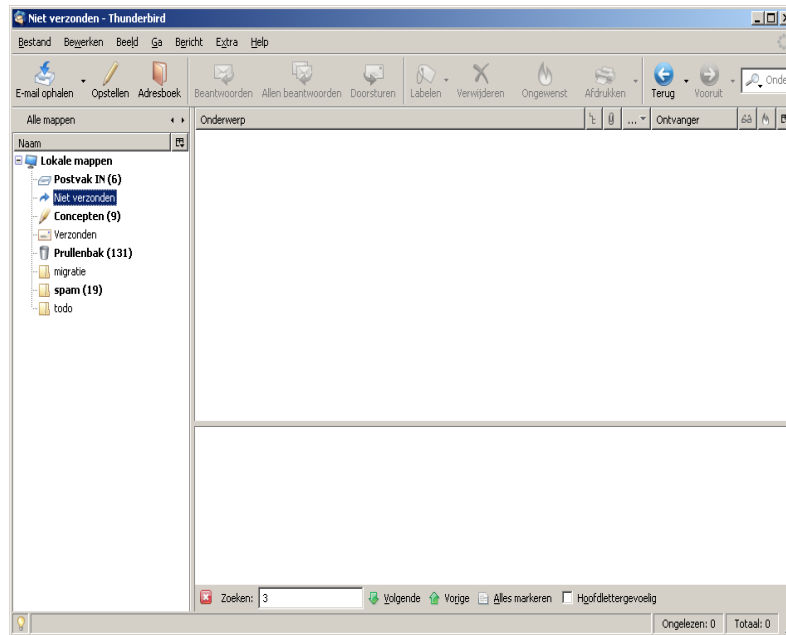 Niet verzonden - Thunderbird
Bestand Bewerken Beeld Ga Bericht Extra Help
E-mail ophalen Opstellen Adresboek Beantwoorden Allen beantwoorden Doorsturen Labelen Verwijderen Ongewenst Afdrukken Terug Vooruit Onde
Alle mappen Onderwerp ... Ontvanger
Naam
Lokale mappen
Postvak IN (6)
Niet verzonden
Concepten (9)
Verzonden
Prullenbak (131)
migratie
spam (19)
todo
Zoeken: 3 Volgende Vorige Alles markeren Hoofdlettergevoelig
Ongelezen: 0 Totaal: 0